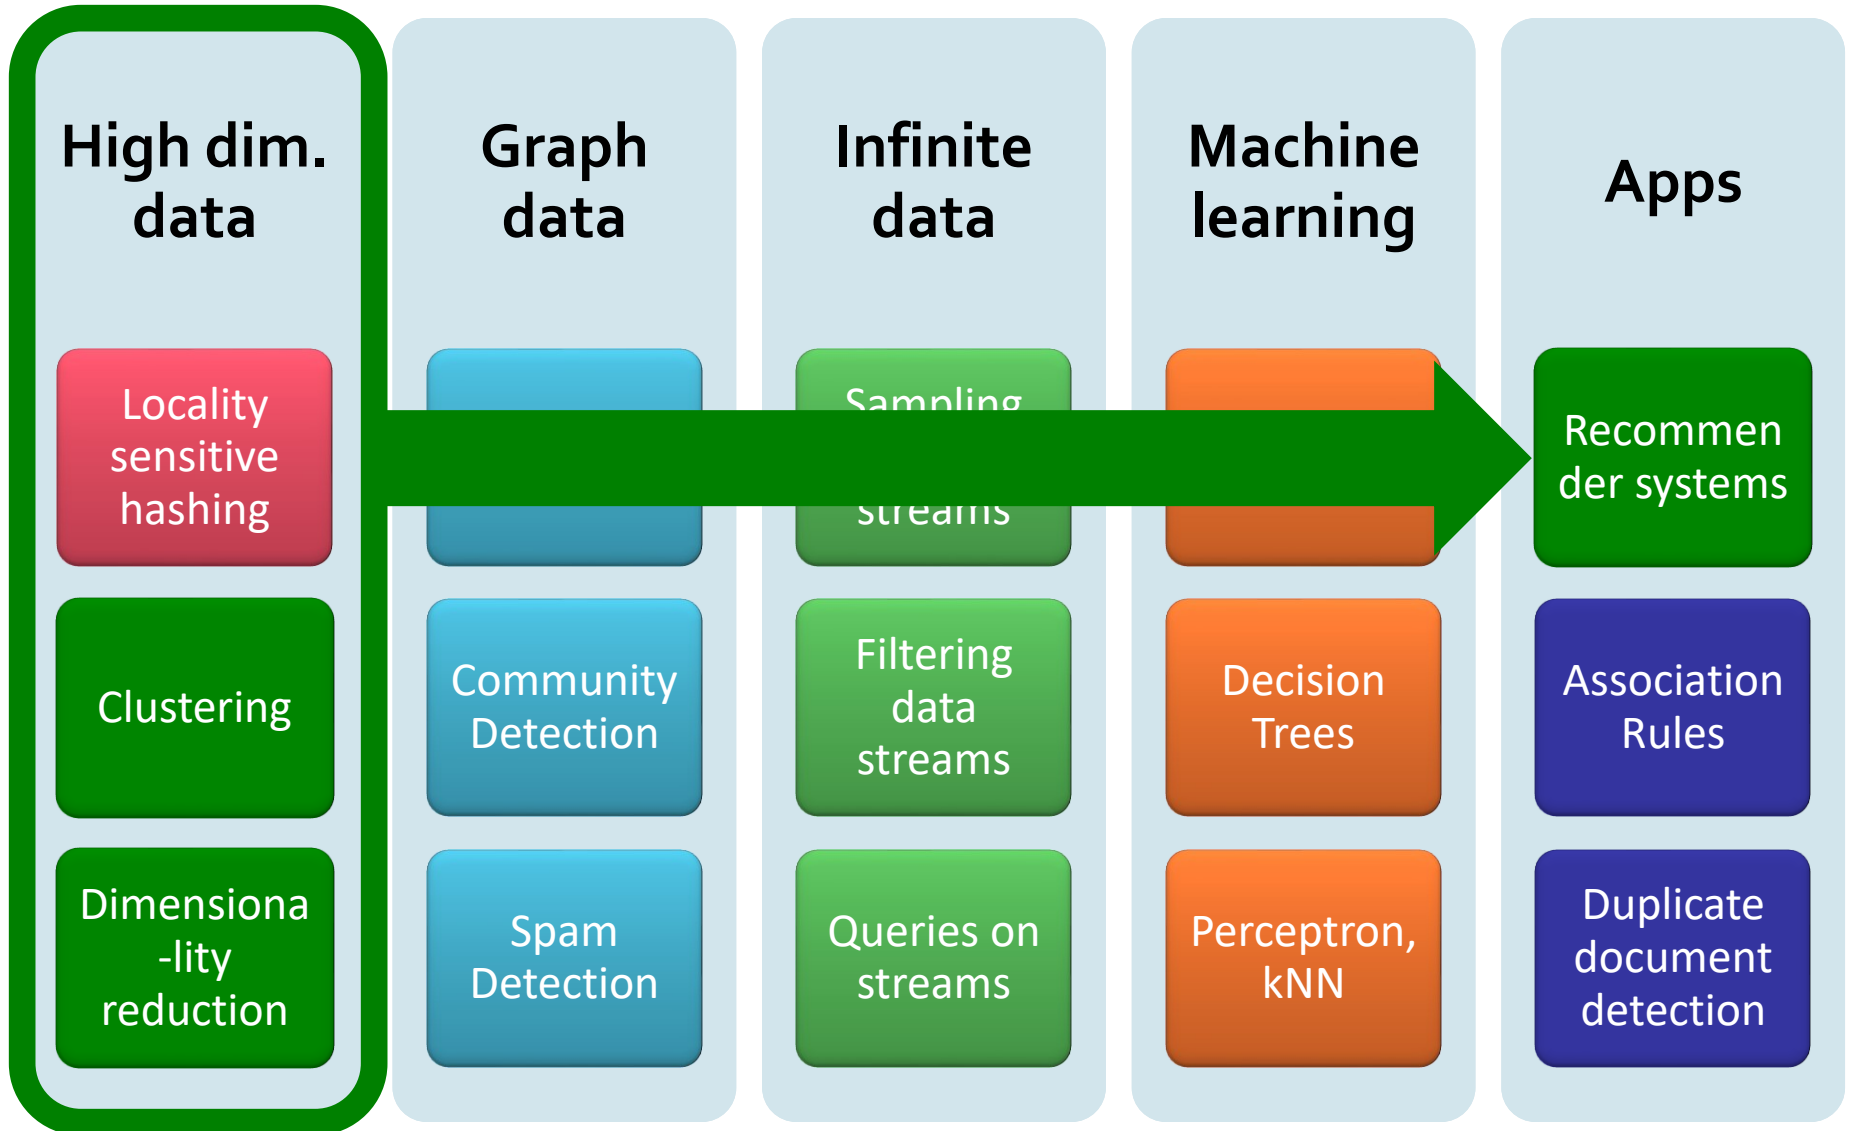 High dim.
data
Locality
sensitive
hashing
Clustering
Dimensiona
-lity
reduction
Graph
data
Community
Detection
Spam
Detection
Infinite
data
Sampling
streams
Filtering
data
streams
Queries on
streams
Machine
learning
Decision
Trees
Perceptron,
kNN
Apps
Recommen
der systems
Association
Rules
Duplicate
document
detection